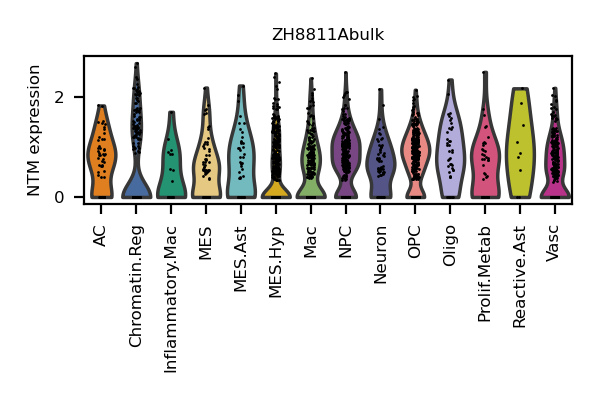 ZH8811Abulk
NTM expression
2
0
AC
Chromatin.Reg
Inflammatory.Mac
MES
MES.Ast
MES.Hyp
Mac
NPC
Neuron
OPC
Oligo
Prolif.Metab
Reactive.Ast
Vasc